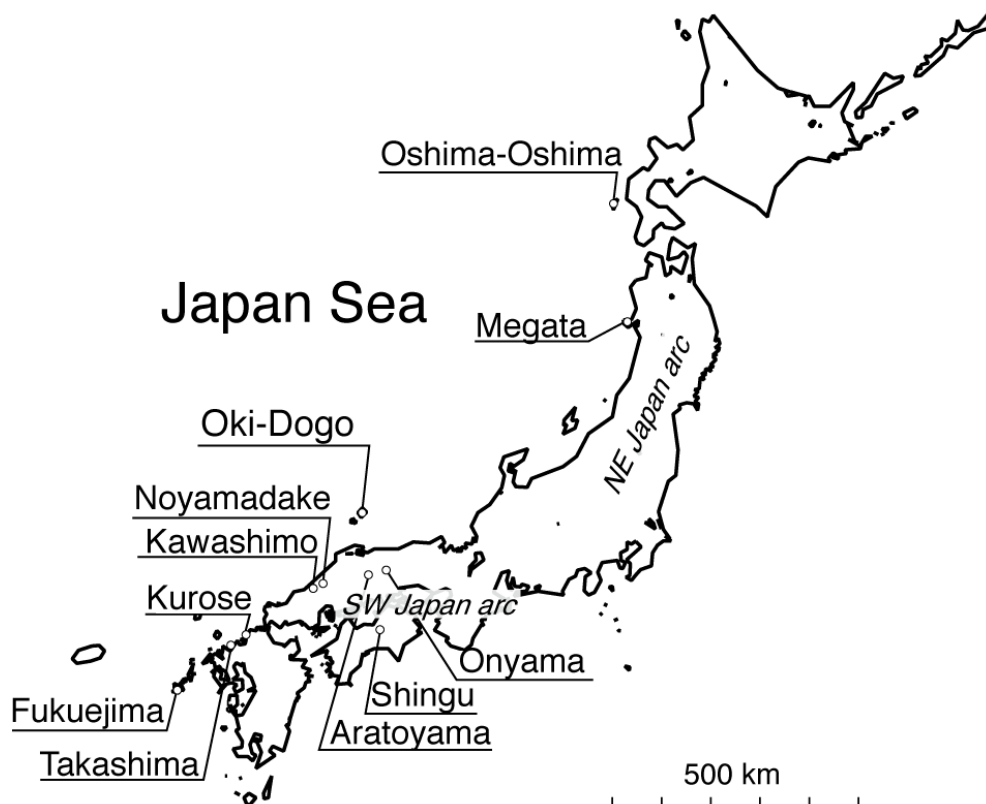 Oshima-Oshima
Japan Sea
Megata
NE Japan arc
Oki-Dogo
Noyamadake
Kawashimo
Kurose
SW Japan arc
Onyama
Fukuejima
Shingu
Aratoyama
Takashima
500 km